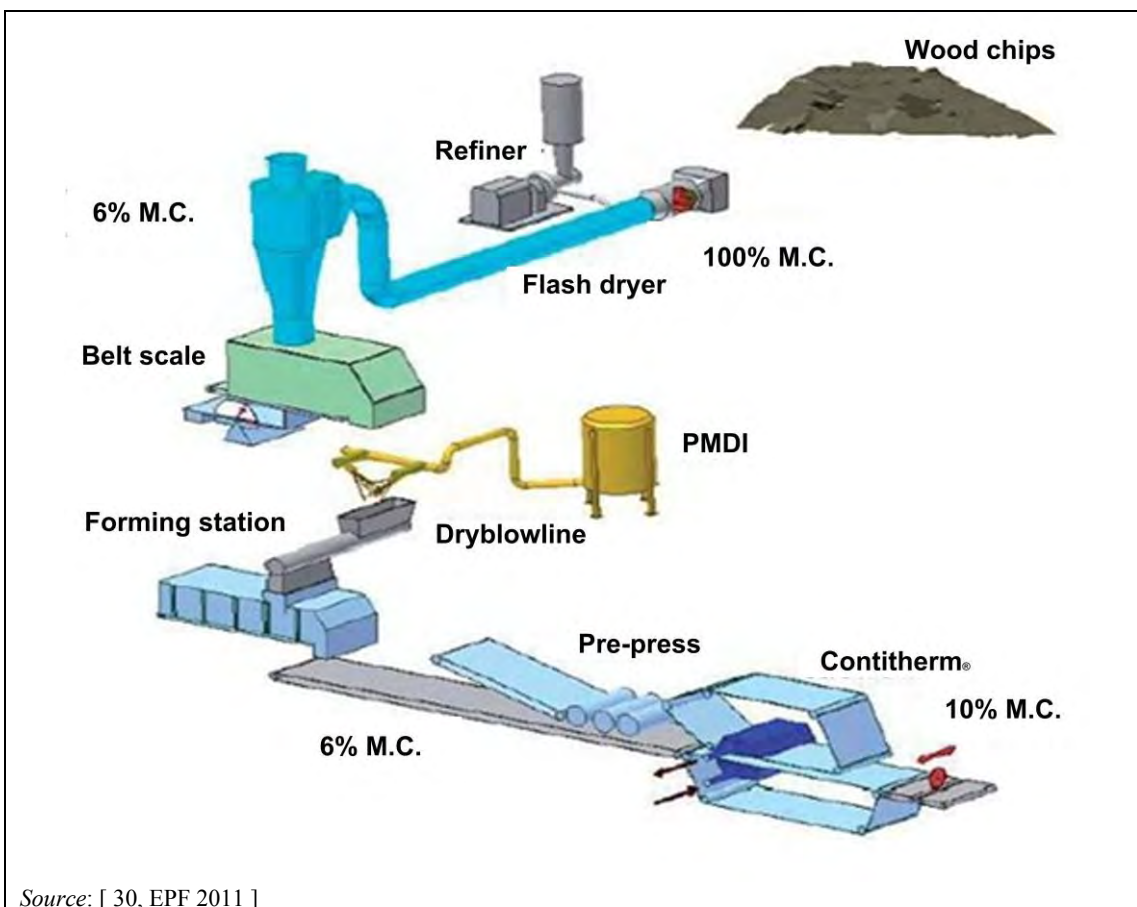 Wood chips
Refiner
6% M.C.
100% M.C.
Flash dryer
Belt scale
PMDI
Forming station
Dryblowline
Pre-press
Contitherm®
10% M.C.
6% M.C.
Source: [ 30, EPF 2011 ]